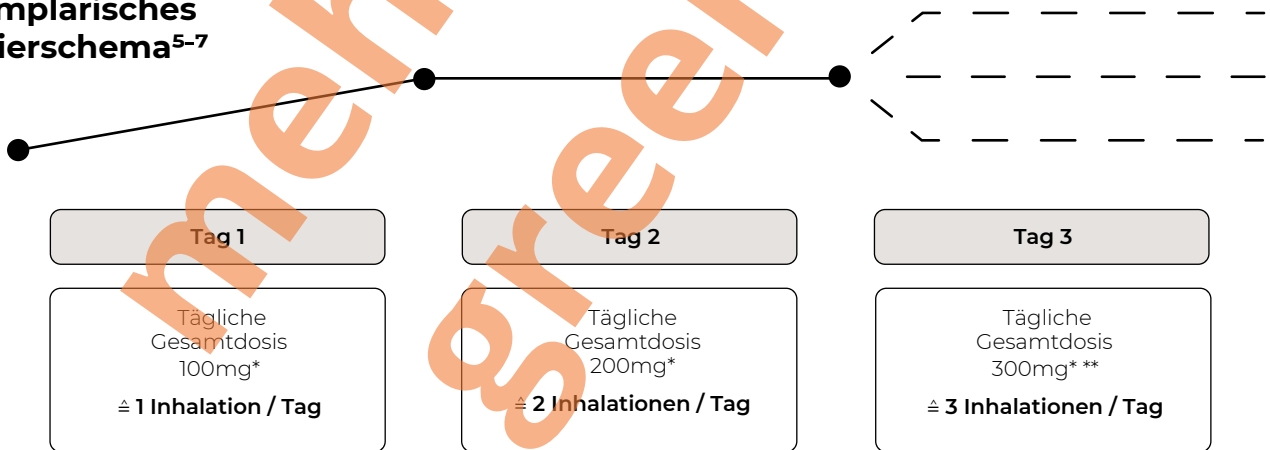 mplarisches
ierschema⁵⁻⁷
Tag 1
Tag 2
Tag 3
Tägliche
Gesamtdosis
100mg*
≙ 1 Inhalation / Tag
Tägliche
Gesamtdosis
200mg*
≙ 2 Inhalationen / Tag
Tägliche
Gesamtdosis
300mg* **
≙ 3 Inhalationen / Tag